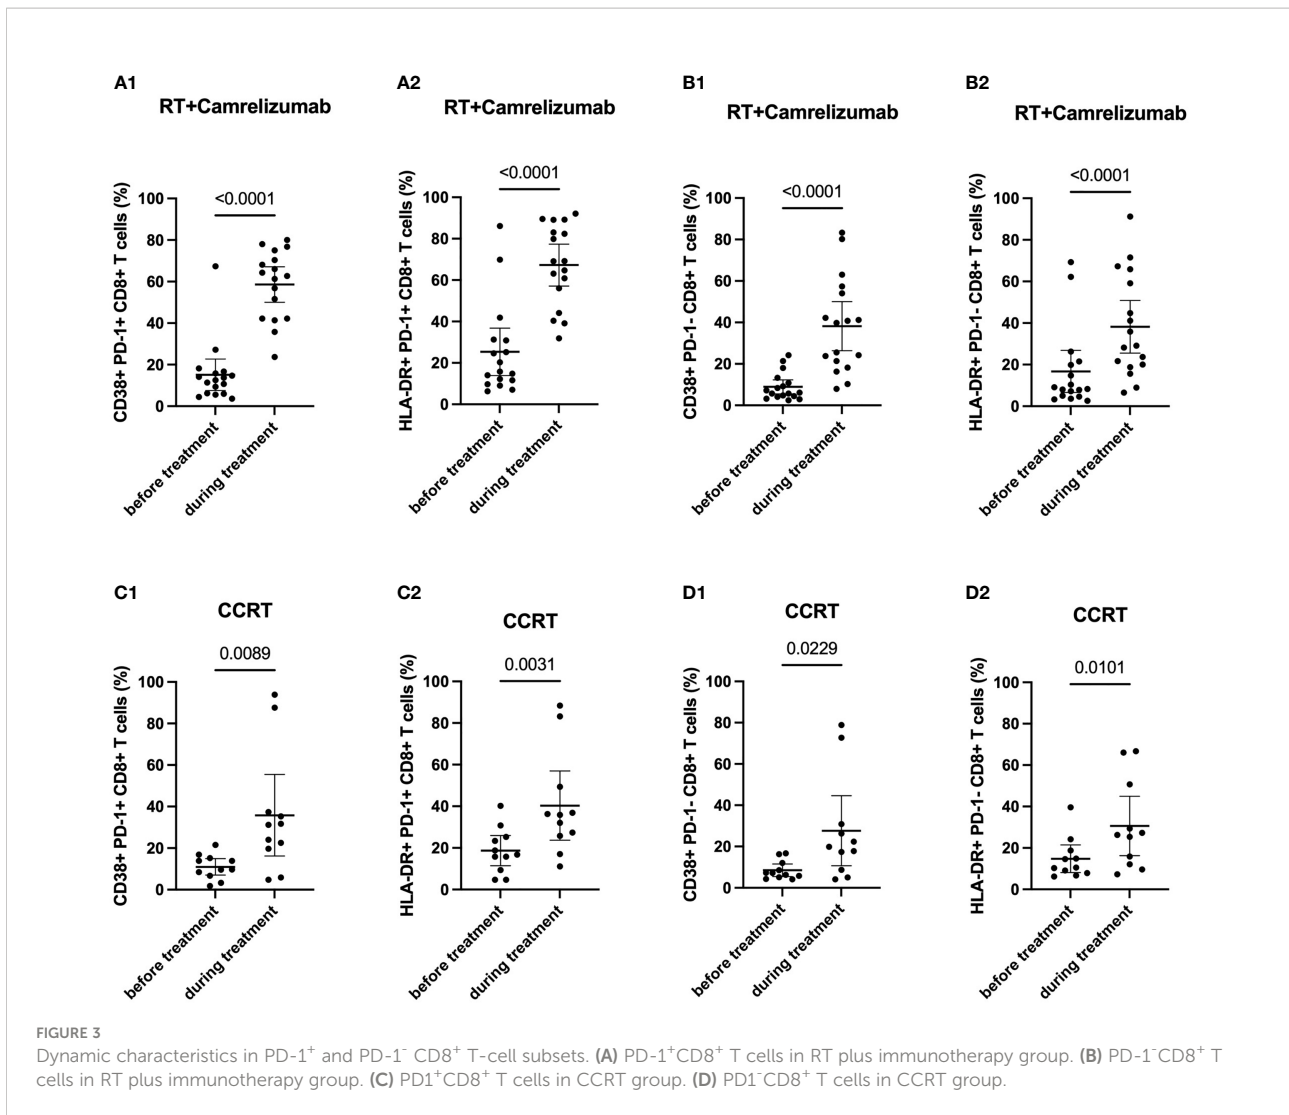 A1
RT+Camrelizumab
<0.0001
CD38+ PD-1+ CD8+ T cells (%)
100
80
60
40
20
0
before treatment
during treatment
A2
RT+Camrelizumab
<0.0001
HLA-DR+ PD-1+ CD8+ T cells (%)
100
80
60
40
20
0
before treatment
during treatment
B1
RT+Camrelizumab
<0.0001
CD38+ PD-1- CD8+ T cells (%)
100
80
60
40
20
0
before treatment
during treatment
B2
RT+Camrelizumab
<0.0001
HLA-DR+ PD-1- CD8+ T cells (%)
100
80
60
40
20
0
before treatment
during treatment
C1
CCRT
0.0089
CD38+ PD-1+ CD8+ T cells (%)
100
80
60
40
20
0
before treatment
during treatment
C2
CCRT
0.0031
HLA-DR+ PD-1+ CD8+ T cells (%)
100
80
60
40
20
0
before treatment
during treatment
D1
CCRT
0.0229
CD38+ PD-1- CD8+ T cells (%)
100
80
60
40
20
0
before treatment
during treatment
D2
CCRT
0.0101
HLA-DR+ PD-1- CD8+ T cells (%)
100
80
60
40
20
0
before treatment
during treatment
FIGURE 3
Dynamic characteristics in PD-1⁺ and PD-1⁻ CD8⁺ T-cell subsets. (A) PD-1⁺CD8⁺ T cells in RT plus immunotherapy group. (B) PD-1⁻CD8⁺ T
cells in RT plus immunotherapy group. (C) PD1⁺CD8⁺ T cells in CCRT group. (D) PD1⁻CD8⁺ T cells in CCRT group.